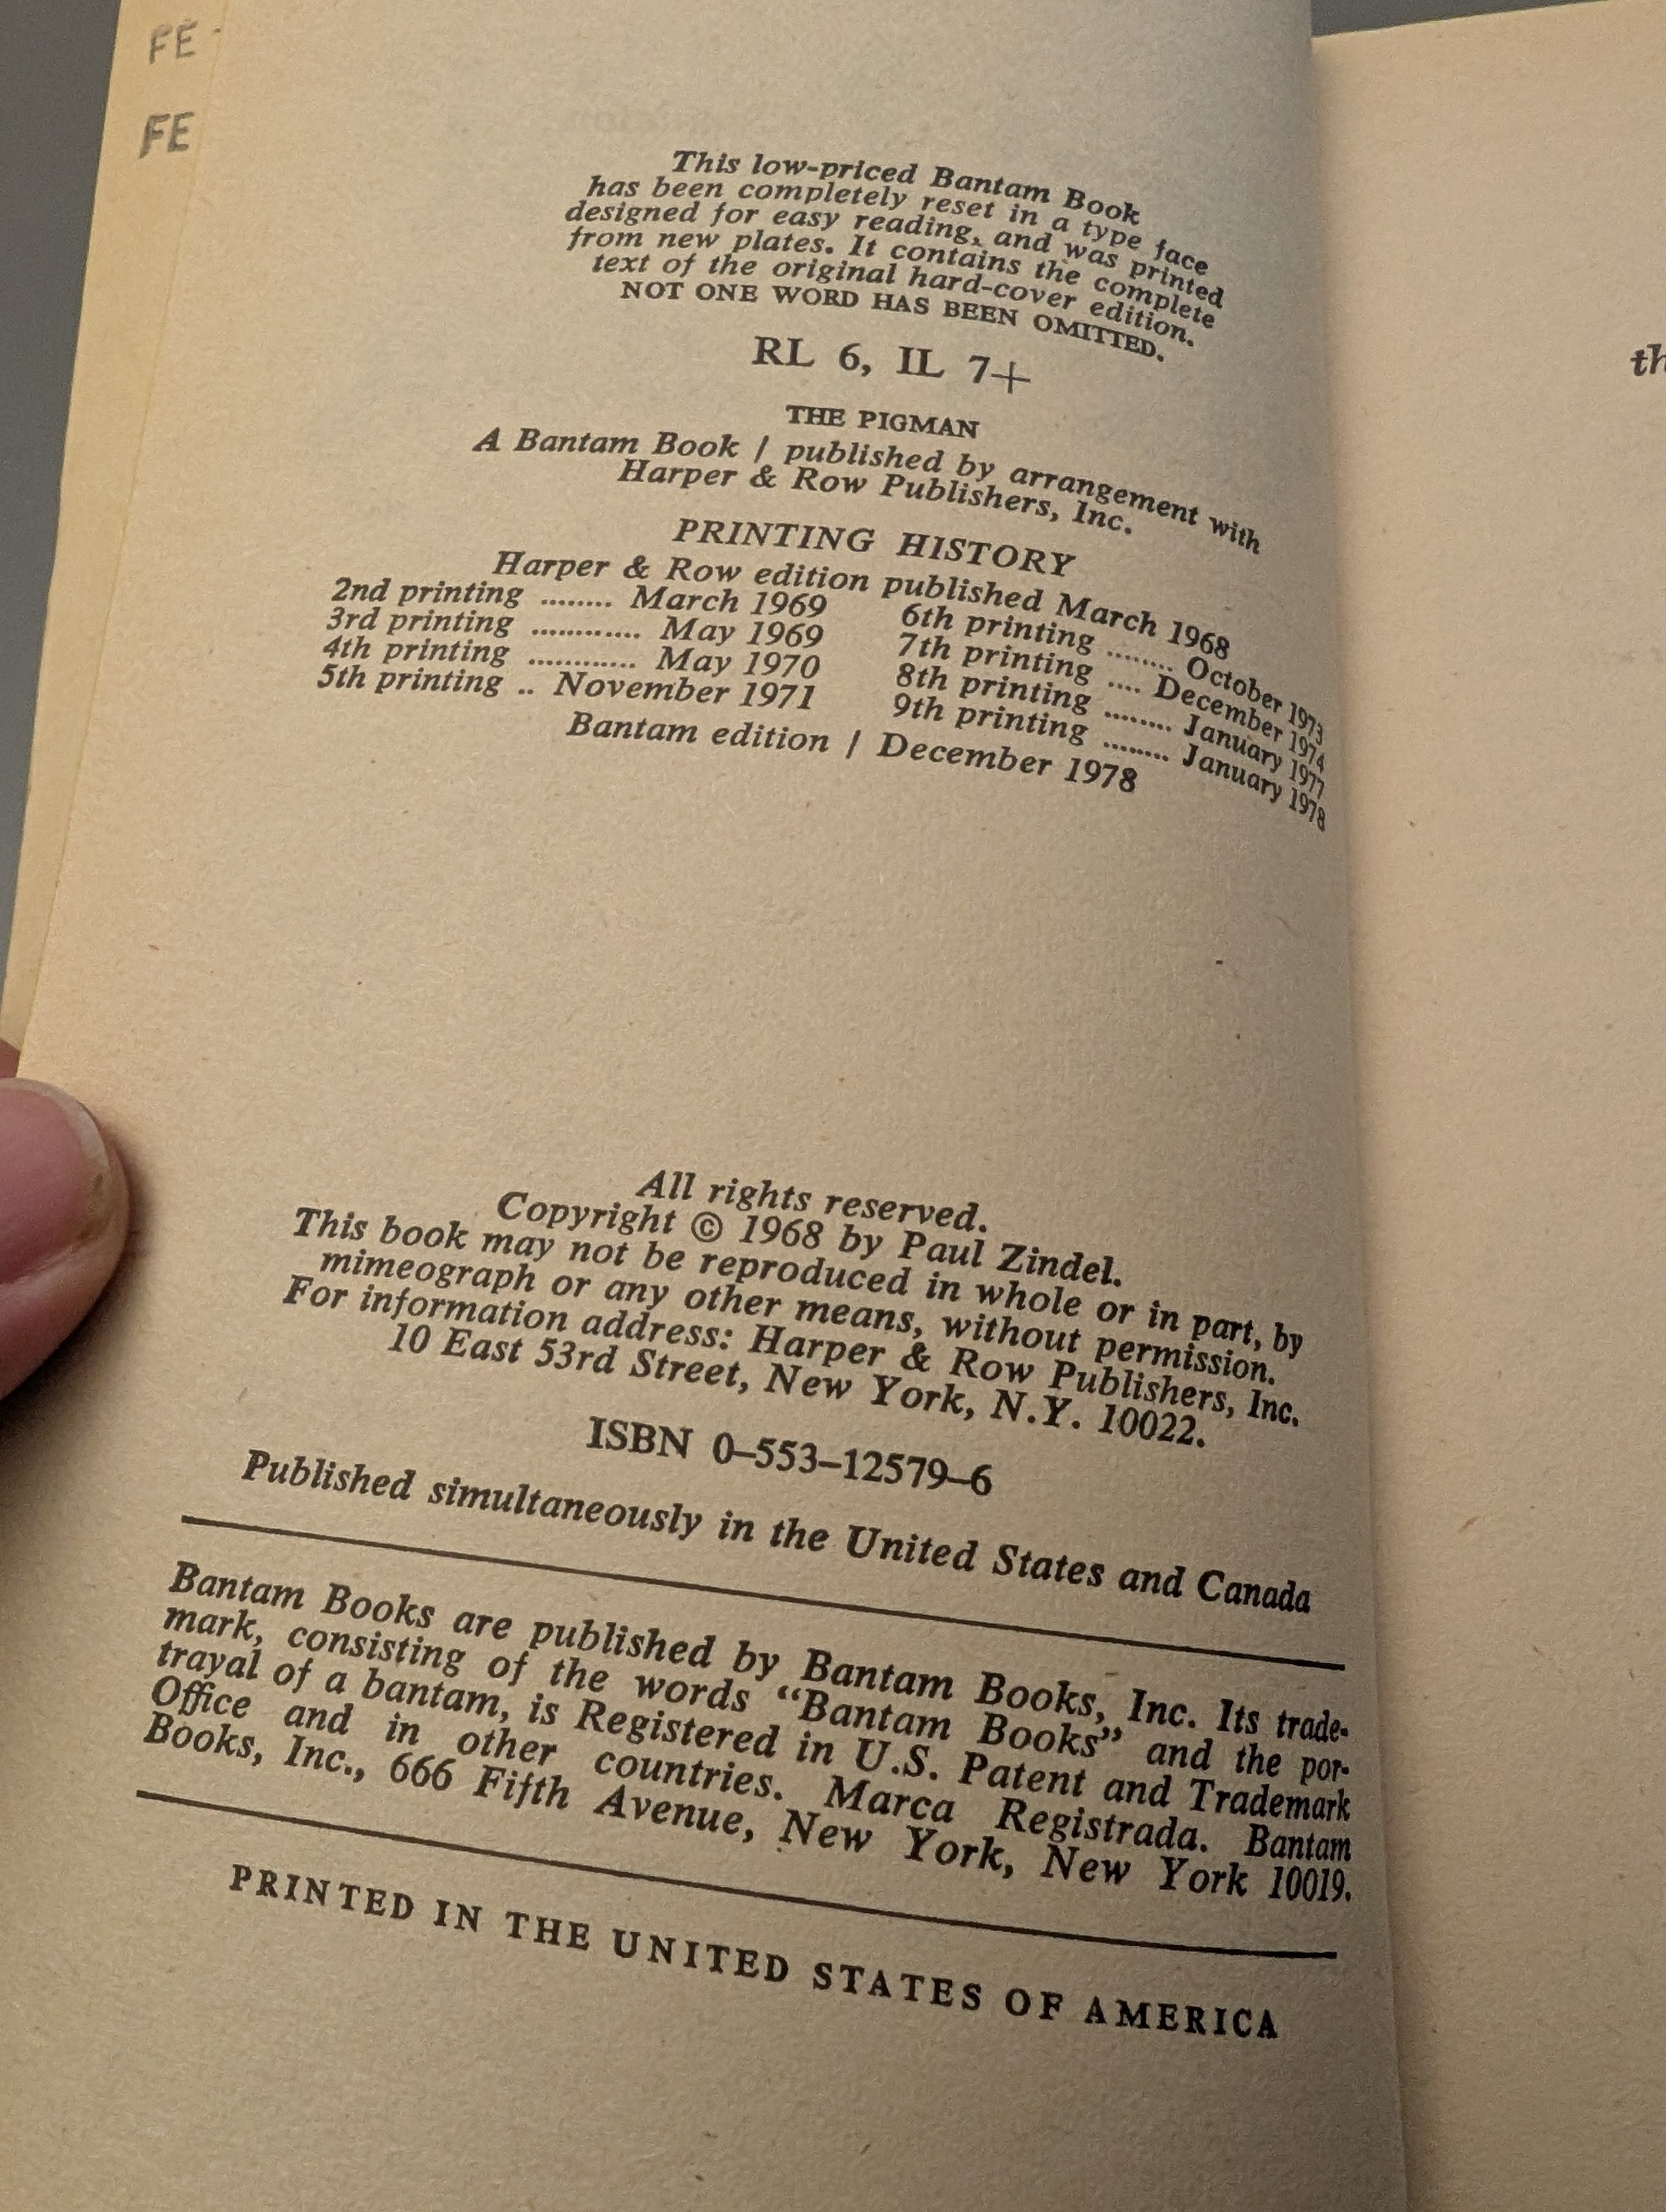 FE
FE
This low-priced Bantam Book
has been completely reset in a type face
designed for easy reading, and was printed
from new plates. It contains the complete
text of the original hard-cover edition.
NOT ONE WORD HAS BEEN OMITTED.
RL 6, IL 7+
THE PIGMAN
A Bantam Book / published by arrangement with
Harper & Row Publishers, Inc.
PRINTING HISTORY
Harper & Row edition published March 1968
2nd printing ........ March 1969
3rd printing ............ May 1969
4th printing ............ May 1970
5th printing .. November 1971
6th printing ........ October 1973
7th printing .... December 1974
8th printing ........ January 1977
9th printing ........ January 1978
Bantam edition / December 1978
All rights reserved.
Copyright © 1968 by Paul Zindel.
This book may not be reproduced in whole or in part, by
mimeograph or any other means, without permission.
For information address: Harper & Row Publishers, Inc.
10 East 53rd Street, New York, N.Y. 10022.
ISBN 0–553–12579–6
Published simultaneously in the United States and Canada
Bantam Books are published by Bantam Books, Inc. Its trade-
mark, consisting of the words “Bantam Books” and the por-
trayal of a bantam, is Registered in U.S. Patent and Trademark
Office and in other countries. Marca Registrada. Bantam
Books, Inc., 666 Fifth Avenue, New York, New York 10019.
PRINTED IN THE UNITED STATES OF AMERICA